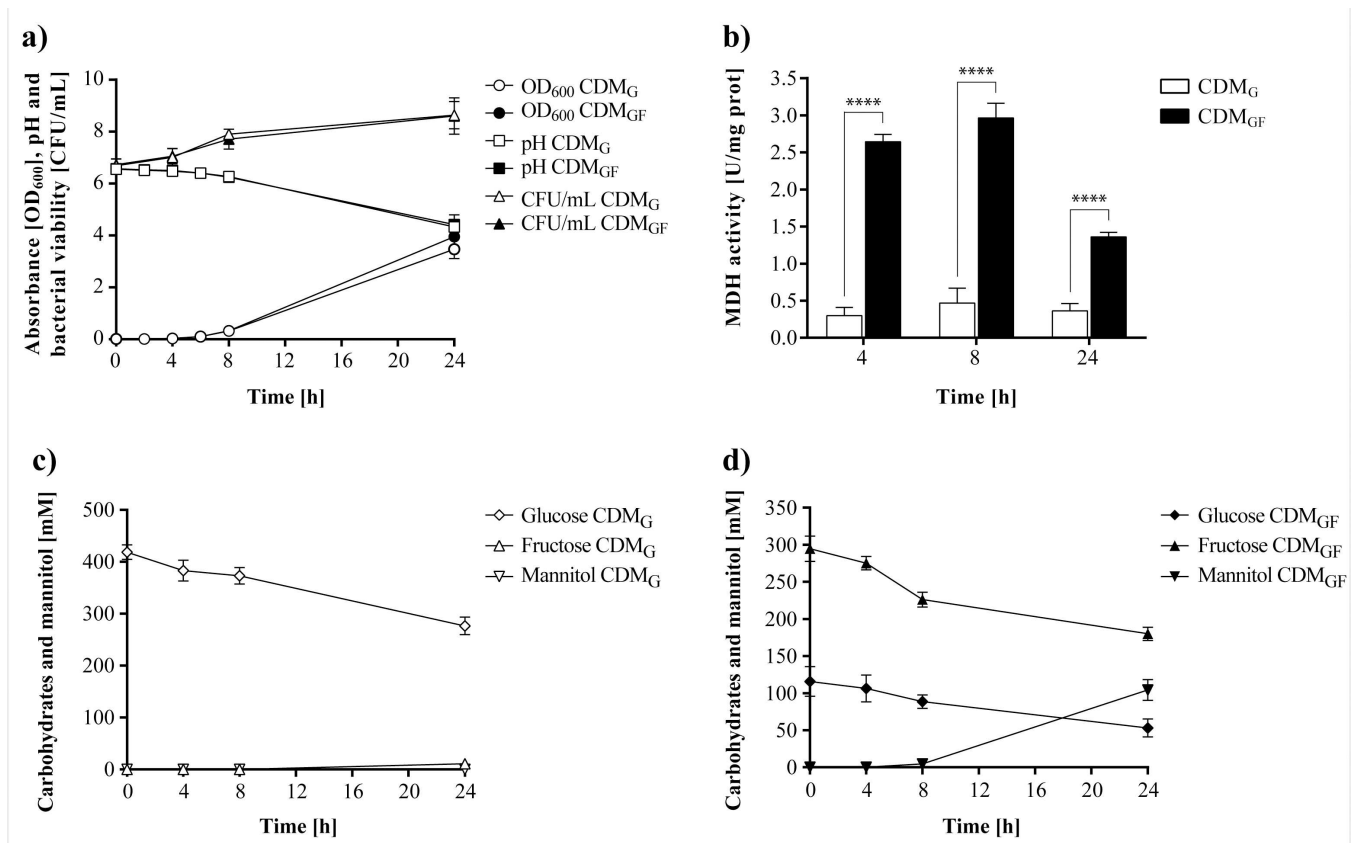 a)
Absorbance [OD600], pH and
bacterial viability [CFU/mL]
10
8
6
4
2
0
0 4 8 12 16 20 24
Time [h]
OD600 CDMG
OD600 CDMGF
pH CDMG
pH CDMGF
CFU/mL CDMG
CFU/mL CDMGF
b)
MDH activity [U/mg prot]
3.5
3.0
2.5
2.0
1.5
1.0
0.5
0.0
****
****
****
4 8 24
Time [h]
CDMG
CDMGF
c)
Carbohydrates and mannitol [mM]
500
400
300
200
100
0
0 4 8 12 16 20 24
Time [h]
Glucose CDMG
Fructose CDMG
Mannitol CDMG
d)
Carbohydrates and mannitol [mM]
350
300
250
200
150
100
50
0
0 4 8 12 16 20 24
Time [h]
Glucose CDMGF
Fructose CDMGF
Mannitol CDMGF